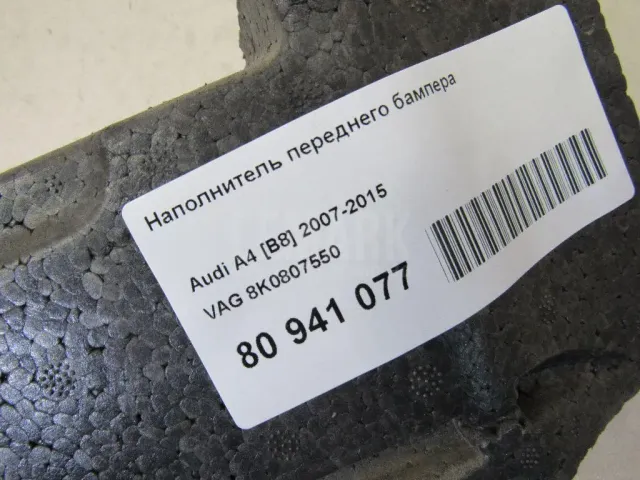 Наполнитель переднего бампера
Audi A4 [B8] 2007-2015
VAG 8K0807550
80 941 077